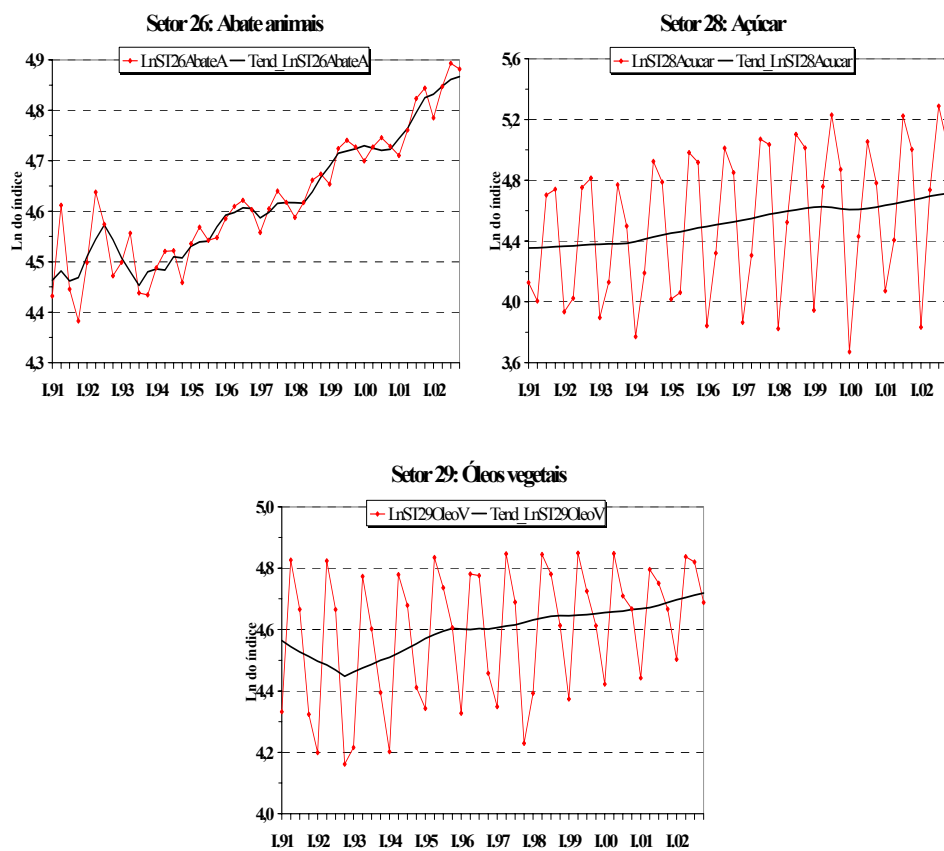 Setor 26: Abate animais
LnST26AbateA Tend_LnST26AbateA
Ln do índice
4,9
4,8
4,7
4,6
4,5
4,4
4,3
I.91 I.92 I.93 I.94 I.95 I.96 I.97 I.98 I.99 I.00 I.01 I.02
Setor 28: Açúcar
LnST28Acucar Tend_LnST28Acucar
Ln do índice
5,6
5,2
4,8
4,4
4,0
3,6
I.91 I.92 I.93 I.94 I.95 I.96 I.97 I.98 I.99 I.00 I.01 I.02
Setor 29: Óleos vegetais
LnST29OleoV Tend_LnST29OleoV
Ln do índice
5,0
4,8
4,6
4,4
4,2
4,0
I.91 I.92 I.93 I.94 I.95 I.96 I.97 I.98 I.99 I.00 I.01 I.02